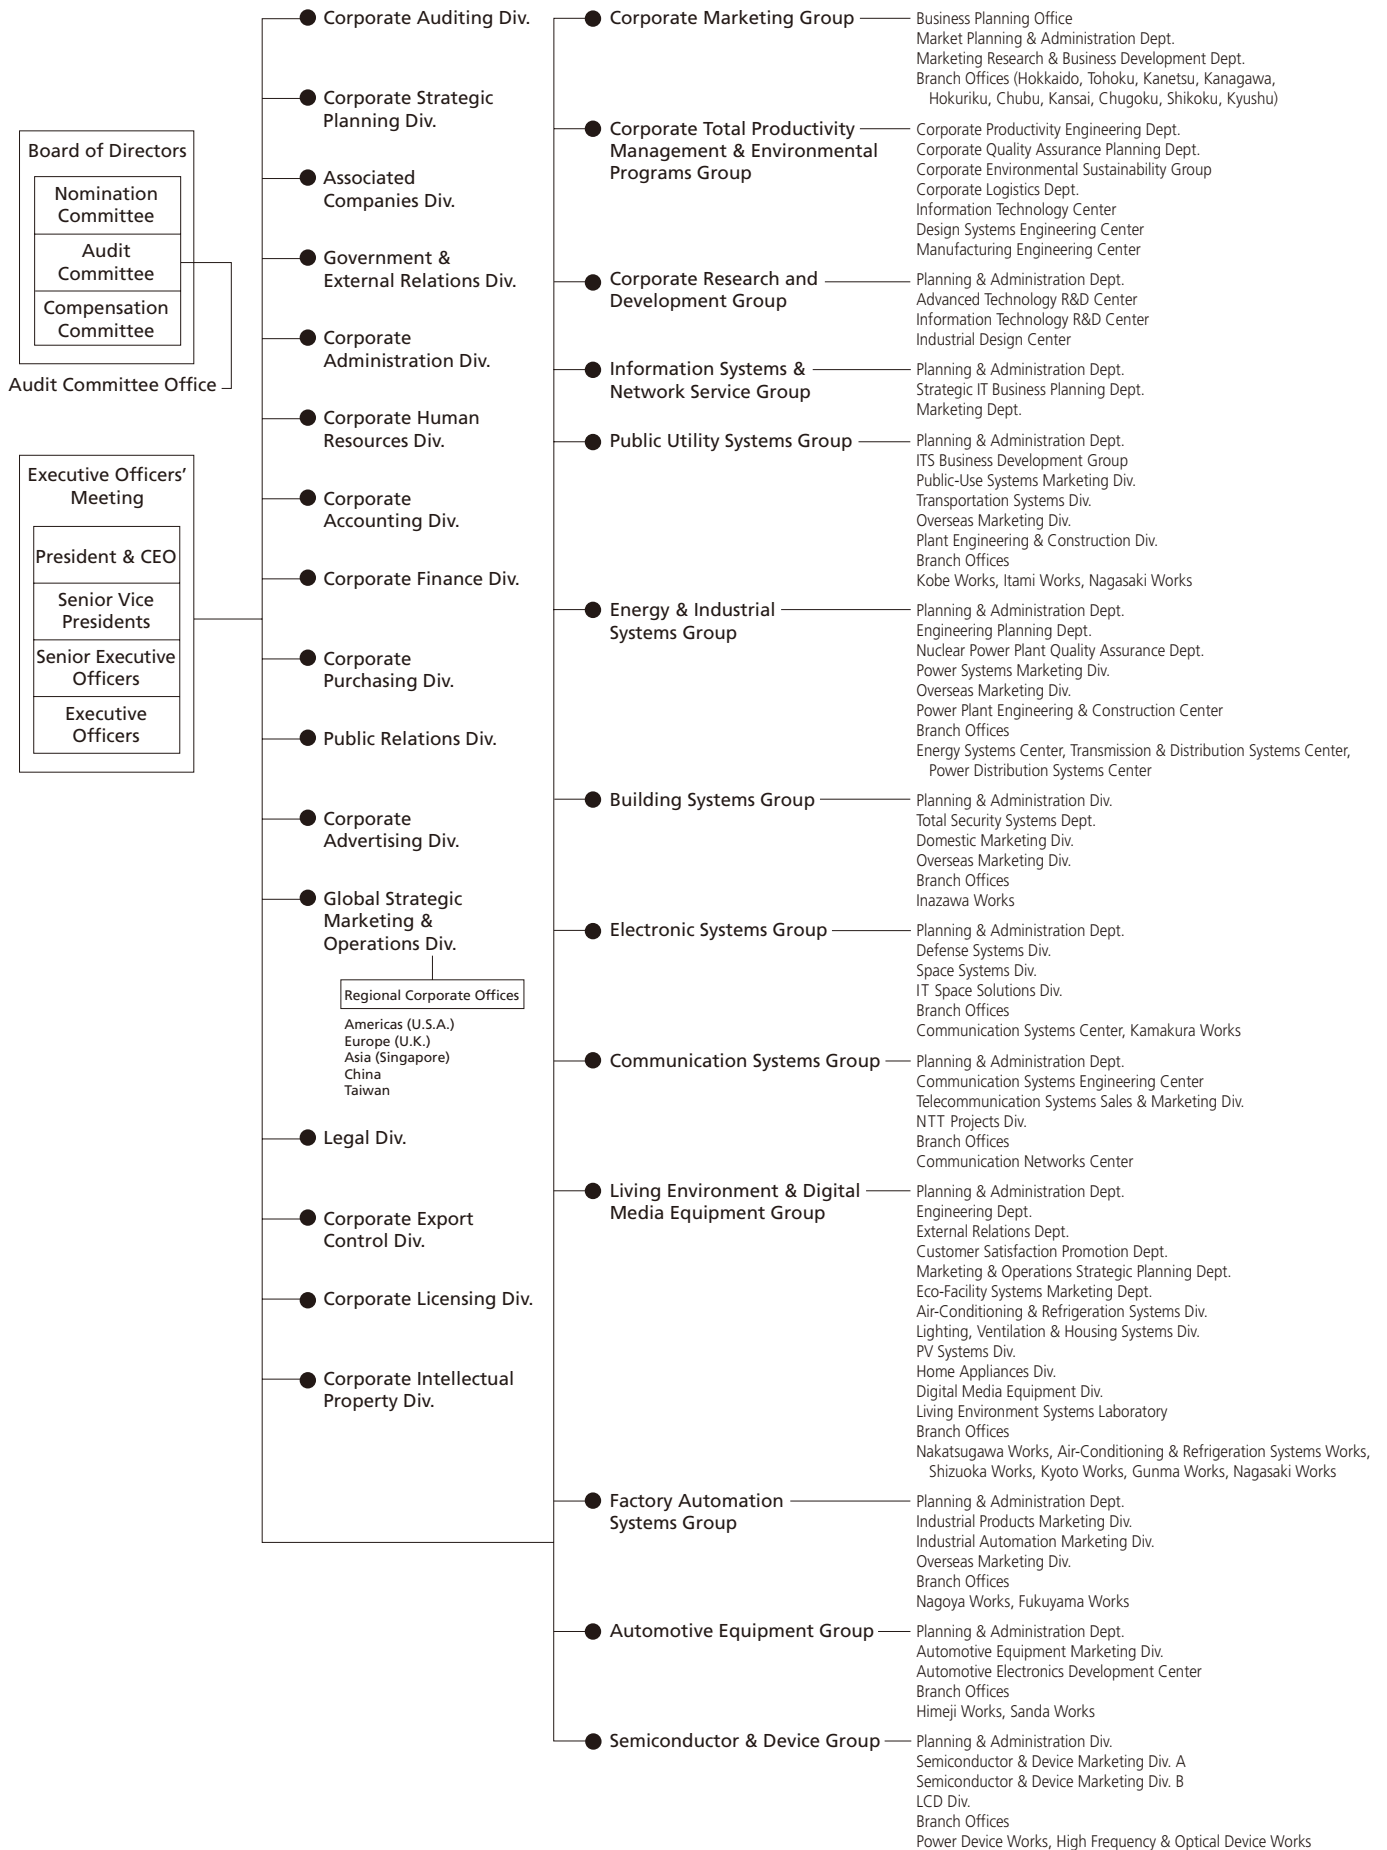 Board of Directors
Nomination
Committee
Audit
Committee
Compensation
Committee
Audit Committee Office
Executive Officers'
Meeting
President & CEO
Senior Vice
Presidents
Senior Executive
Officers
Executive
Officers
Corporate Auditing Div.
Corporate Strategic
Planning Div.
Associated
Companies Div.
Government &
External Relations Div.
Corporate
Administration Div.
Corporate Human
Resources Div.
Corporate
Accounting Div.
Corporate Finance Div.
Corporate
Purchasing Div.
Public Relations Div.
Corporate
Advertising Div.
Global Strategic
Marketing &
Operations Div.
Regional Corporate Offices
Americas (U.S.A.)
Europe (U.K.)
Asia (Singapore)
China
Taiwan
Legal Div.
Corporate Export
Control Div.
Corporate Licensing Div.
Corporate Intellectual
Property Div.
Corporate Marketing Group
Business Planning Office
Market Planning & Administration Dept.
Marketing Research & Business Development Dept.
Branch Offices (Hokkaido, Tohoku, Kanetsu, Kanagawa,
Hokuriku, Chubu, Kansai, Chugoku, Shikoku, Kyushu)
Corporate Total Productivity
Management & Environmental
Programs Group
Corporate Productivity Engineering Dept.
Corporate Quality Assurance Planning Dept.
Corporate Environmental Sustainability Group
Corporate Logistics Dept.
Information Technology Center
Design Systems Engineering Center
Manufacturing Engineering Center
Corporate Research and
Development Group
Planning & Administration Dept.
Advanced Technology R&D Center
Information Technology R&D Center
Industrial Design Center
Information Systems &
Network Service Group
Planning & Administration Dept.
Strategic IT Business Planning Dept.
Marketing Dept.
Public Utility Systems Group
Planning & Administration Dept.
ITS Business Development Group
Public-Use Systems Marketing Div.
Transportation Systems Div.
Overseas Marketing Div.
Plant Engineering & Construction Div.
Branch Offices
Kobe Works, Itami Works, Nagasaki Works
Energy & Industrial
Systems Group
Planning & Administration Dept.
Engineering Planning Dept.
Nuclear Power Plant Quality Assurance Dept.
Power Systems Marketing Div.
Overseas Marketing Div.
Power Plant Engineering & Construction Center
Branch Offices
Energy Systems Center, Transmission & Distribution Systems Center,
Power Distribution Systems Center
Building Systems Group
Planning & Administration Div.
Total Security Systems Dept.
Domestic Marketing Div.
Overseas Marketing Div.
Branch Offices
Inazawa Works
Electronic Systems Group
Planning & Administration Dept.
Defense Systems Div.
Space Systems Div.
IT Space Solutions Div.
Branch Offices
Communication Systems Center, Kamakura Works
Communication Systems Group
Planning & Administration Dept.
Communication Systems Engineering Center
Telecommunication Systems Sales & Marketing Div.
NTT Projects Div.
Branch Offices
Communication Networks Center
Living Environment & Digital
Media Equipment Group
Planning & Administration Dept.
Engineering Dept.
External Relations Dept.
Customer Satisfaction Promotion Dept.
Marketing & Operations Strategic Planning Dept.
Eco-Facility Systems Marketing Dept.
Air-Conditioning & Refrigeration Systems Div.
Lighting, Ventilation & Housing Systems Div.
PV Systems Div.
Home Appliances Div.
Digital Media Equipment Div.
Living Environment Systems Laboratory
Branch Offices
Nakatsugawa Works, Air-Conditioning & Refrigeration Systems Works,
Shizuoka Works, Kyoto Works, Gunma Works, Nagasaki Works
Factory Automation
Systems Group
Planning & Administration Dept.
Industrial Products Marketing Div.
Industrial Automation Marketing Div.
Overseas Marketing Div.
Branch Offices
Nagoya Works, Fukuyama Works
Automotive Equipment Group
Planning & Administration Dept.
Automotive Equipment Marketing Div.
Automotive Electronics Development Center
Branch Offices
Himeji Works, Sanda Works
Semiconductor & Device Group
Planning & Administration Div.
Semiconductor & Device Marketing Div. A
Semiconductor & Device Marketing Div. B
LCD Div.
Branch Offices
Power Device Works, High Frequency & Optical Device Works